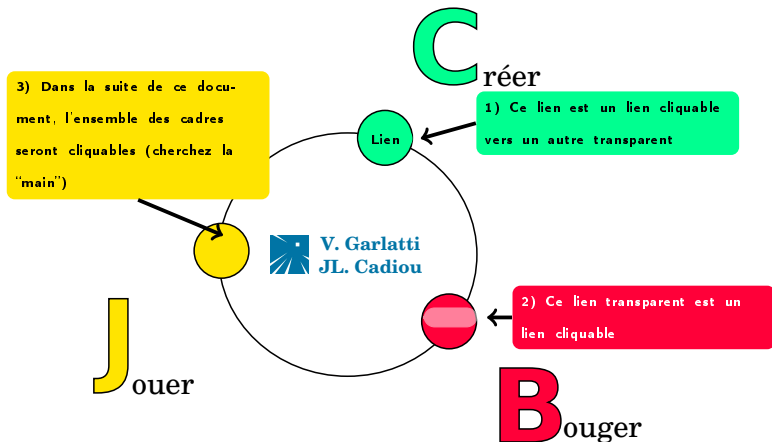 Créer
3) Dans la suite de ce docu-
ment, l'ensemble des cadres
seront cliquables (cherchez la
“main”)
1) Ce lien est un lien cliquable
vers un autre transparent
Lien
V. Garlatti
JL. Cadiou
2) Ce lien transparent est un
lien cliquable
Jouer
Bouger